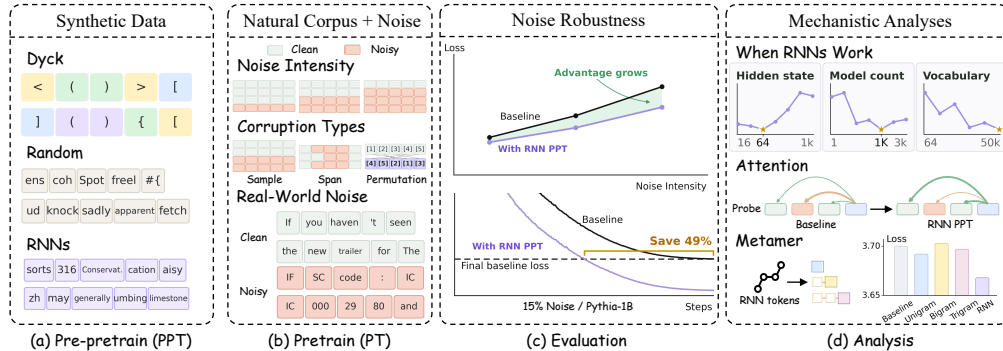 Synthetic Data
Dyck
< ( ) > [
] ( ) { [
Random
ens coh Spot freel #{
ud knock sadly apparent fetch
RNNs
sorts 316 Conservat. cation aisy
zh may generally umbing limestone
(a) Pre-pretrain (PPT)
Natural Corpus + Noise
Clean Noisy
Noise Intensity
Corruption Types
[1] [2] [3] [4] [5]
[4] [5] [2] [1] [3]
Sample Span Permutation
Real-World Noise
Clean
If you haven 't seen
the new trailer for The
Noisy
IF SC code : IC
IC 000 29 80 and
(b) Pretrain (PT)
Noise Robustness
Loss
Advantage grows
Baseline
With RNN PPT
Noise Intensity
Baseline
With RNN PPT
Save 49%
Final baseline loss
15% Noise / Pythia-1B
Steps
(c) Evaluation
Mechanistic Analyses
When RNNs Work
Hidden state Model count Vocabulary
16 64 1k 1 1K 3k 64 50k
Attention
Probe
Baseline RNN PPT
Metamer
RNN tokens
Loss
3.70
3.65
Baseline Unigram Bigram Trigram RNN
(d) Analysis